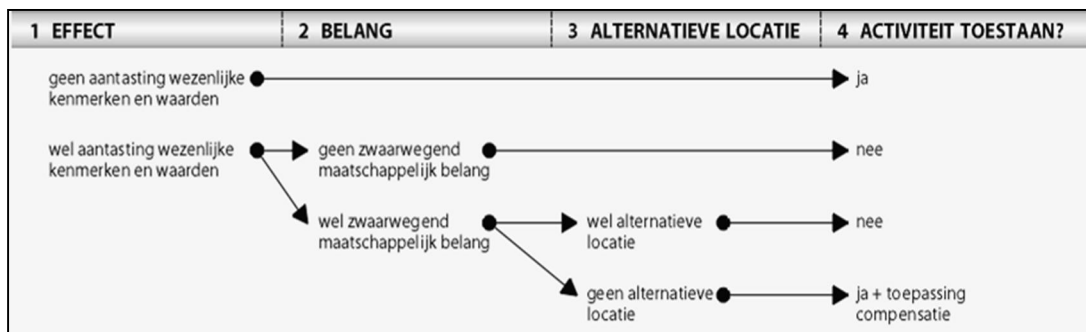 1 EFFECT 2 BELANG 3 ALTERNATIEVE LOCATIE 4 ACTIVITEIT TOESTAAN?
geen aantasting wezenlijke
kenmerken en waarden
ja
wel aantasting wezenlijke
kenmerken en waarden
geen zwaarwegend
maatschappelijk belang
nee
wel zwaarwegend
maatschappelijk belang
wel alternatieve
locatie
nee
geen alternatieve
locatie
ja + toepassing
compensatie